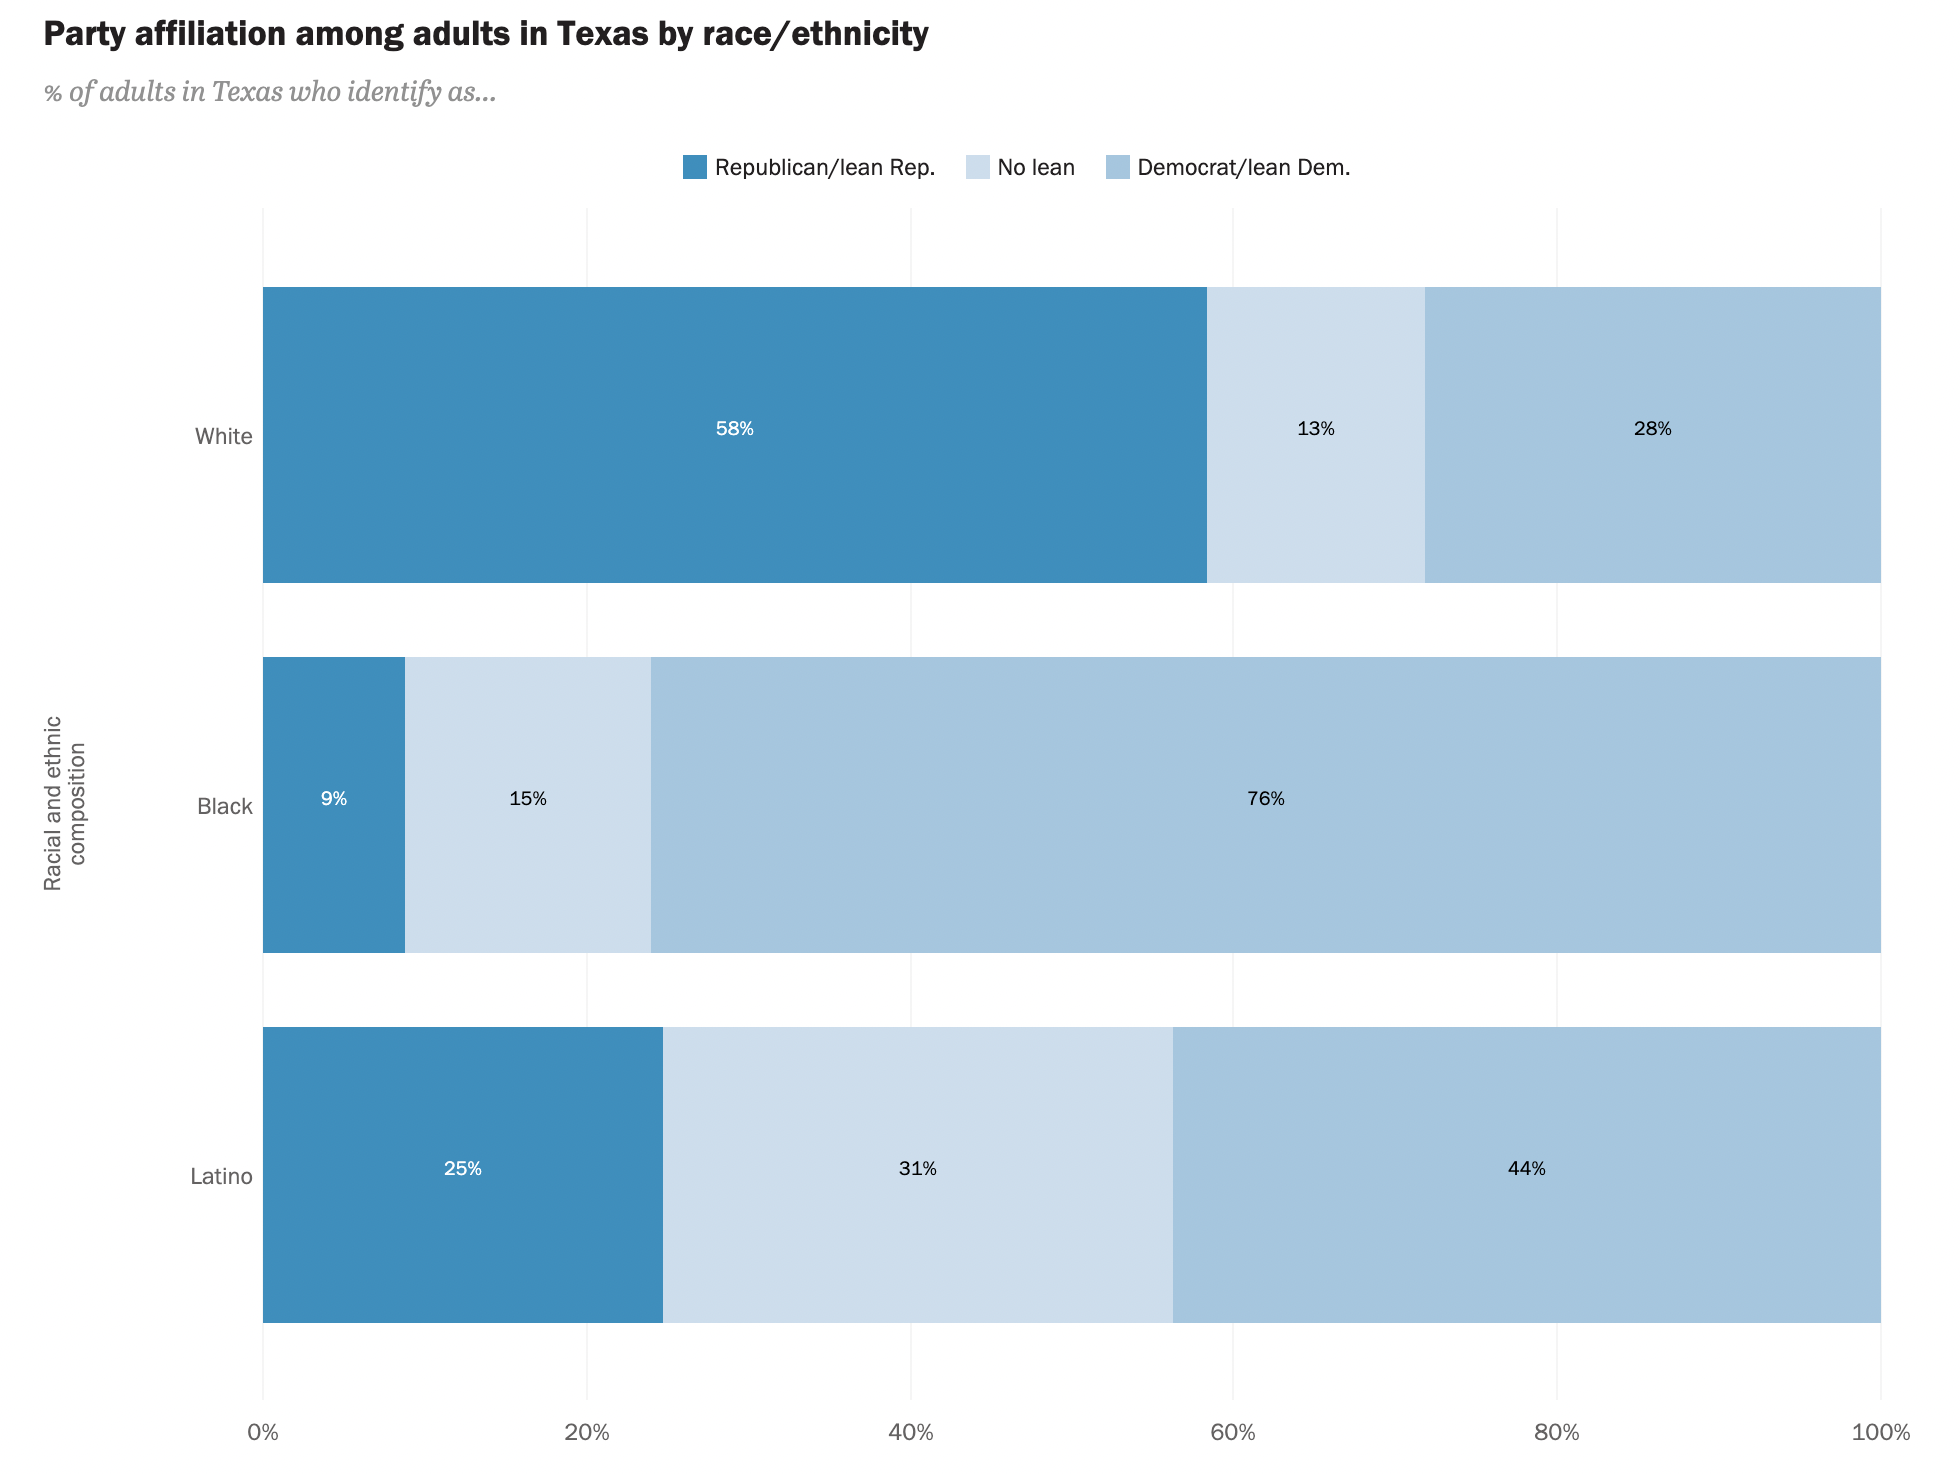 Party affiliation among adults in Texas by race/ethnicity
% of adults in Texas who identify as...
Republican/lean Rep.
No lean
Democrat/lean Dem.
Racial and ethnic
composition
White
58%
13%
28%
Black
9%
15%
76%
Latino
25%
31%
44%
0%
20%
40%
60%
80%
100%